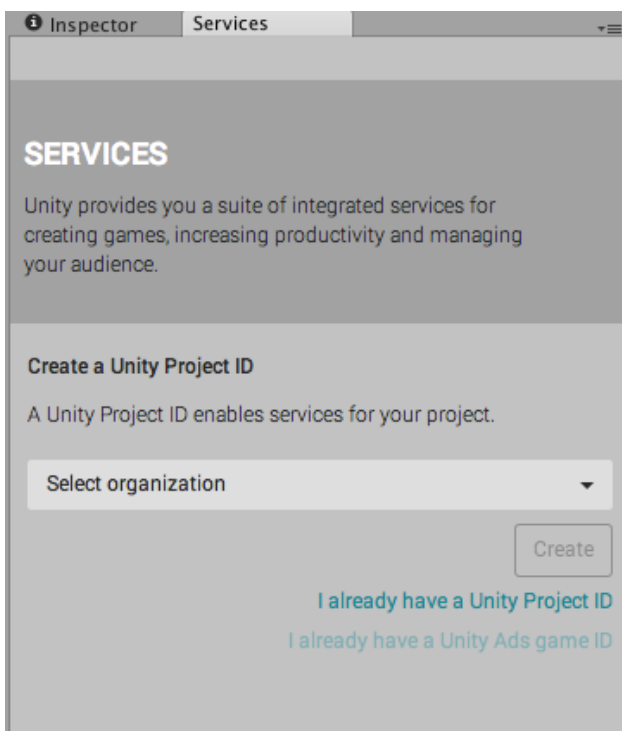 Inspector
Services
SERVICES
Unity provides you a suite of integrated services for
creating games, increasing productivity and managing
your audience.
Create a Unity Project ID
A Unity Project ID enables services for your project.
Select organization
Create
I already have a Unity Project ID
I already have a Unity Ads game ID